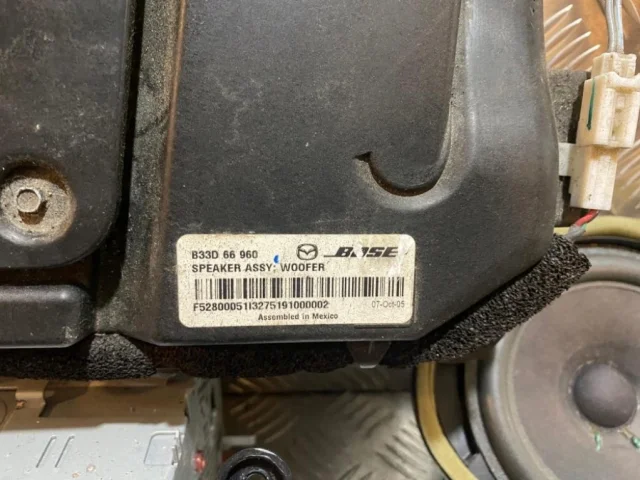 B33D 66 960
BOSE
SPEAKER ASSY; WOOFER
F52800051I3275191000002
07-Oct-05
Assembled in Mexico